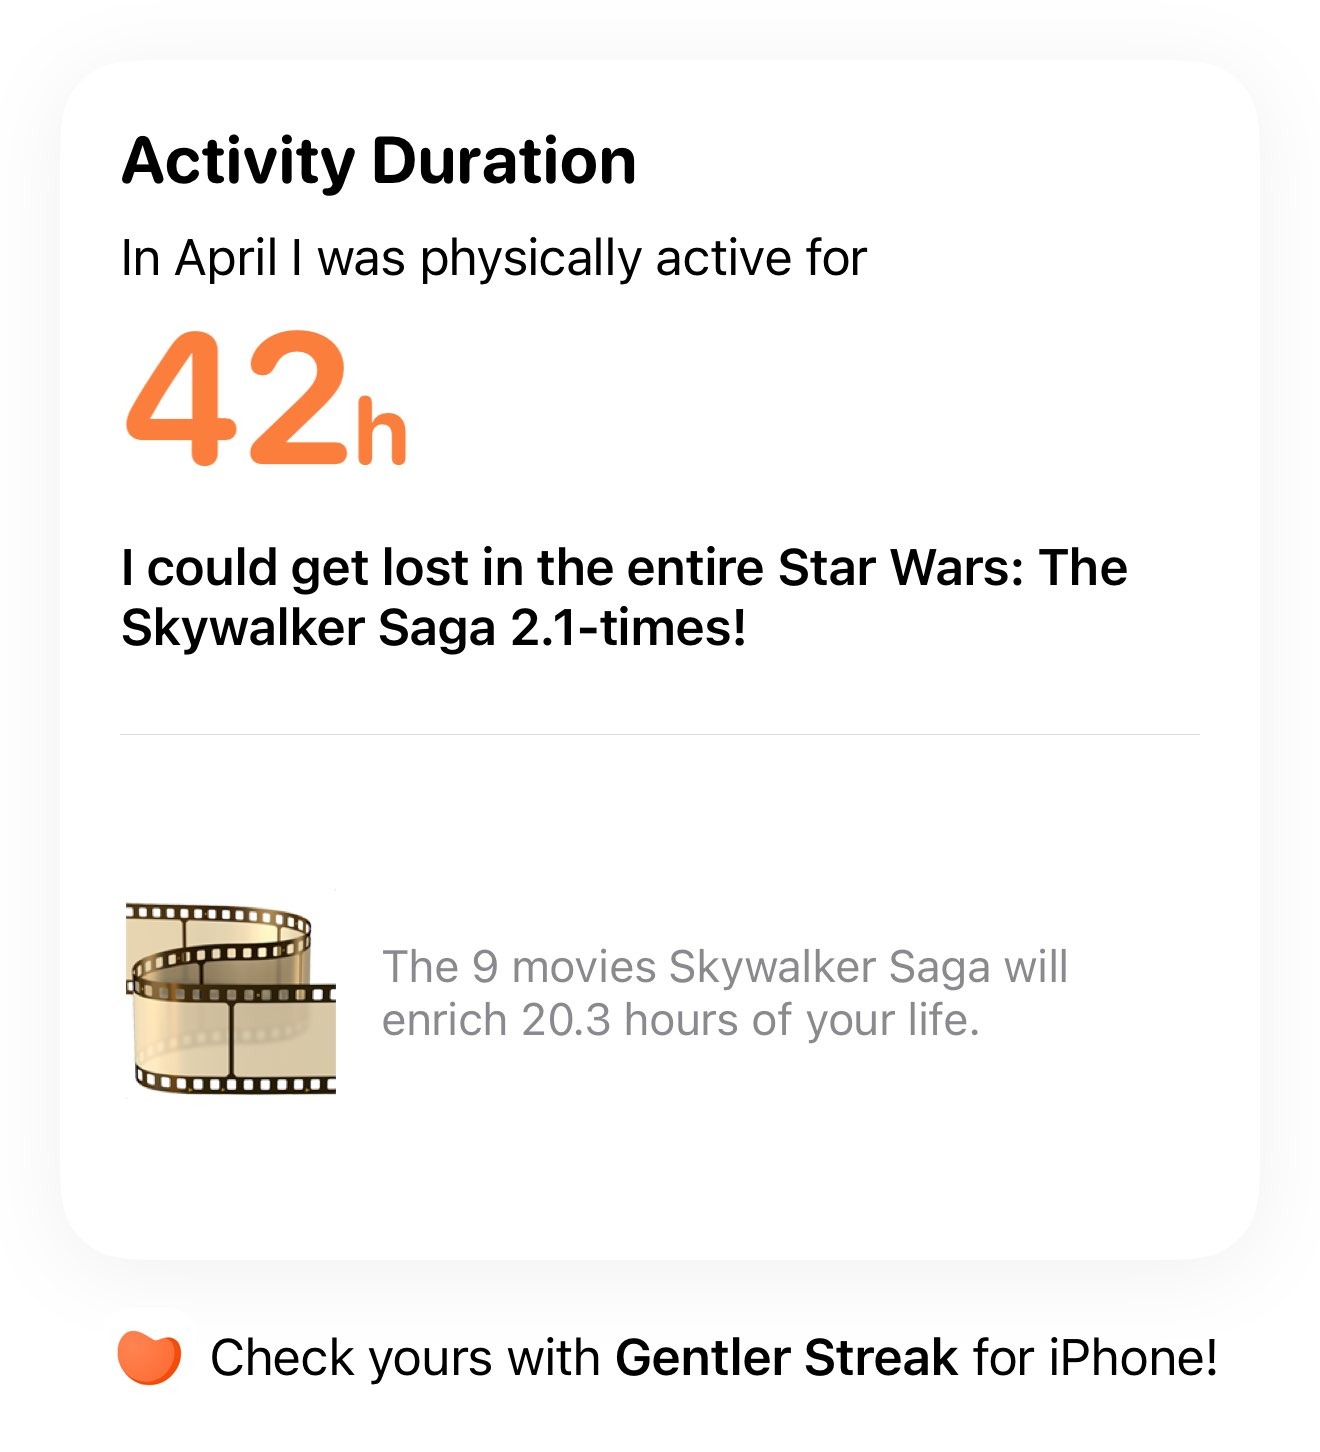 Activity Duration
In April I was physically active for
42h
I could get lost in the entire Star Wars: The
Skywalker Saga 2.1-times!
The 9 movies Skywalker Saga will
enrich 20.3 hours of your life.
Check yours with Gentler Streak for iPhone!